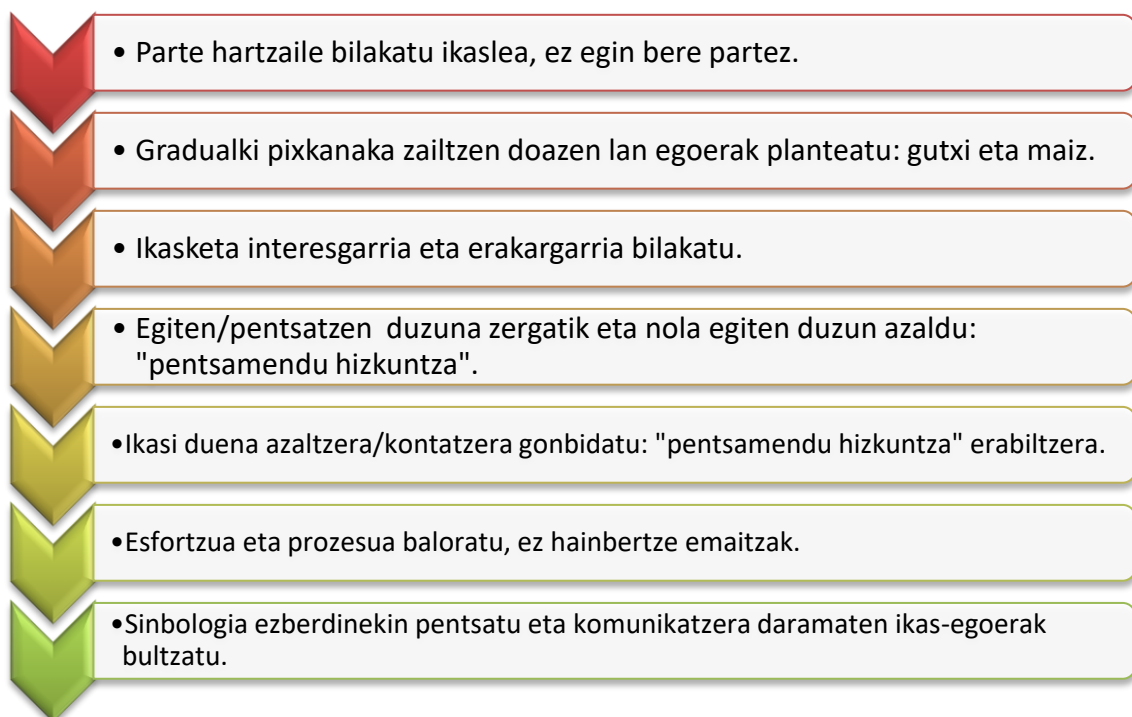 • Parte hartzaile bilakatu ikaslea, ez egin bere partez.
• Gradualki pixkanaka zailtzen doazen lan egoerak planteatu: gutxi eta maiz.
• Ikasketa interesgarria eta erakargarria bilakatu.
• Egiten/pentsatzen duzuna zergatik eta nola egiten duzun azaldu:
"pentsamendu hizkuntza".
•Ikasi duena azaltzera/kontatzera gonbidatu: "pentsamendu hizkuntza" erabiltzera.
•Esfortzua eta prozesua baloratu, ez hainbertze emaitzak.
•Sinbologia ezberdinekin pentsatu eta komunikatzera daramaten ikas-egoerak
bultzatu.